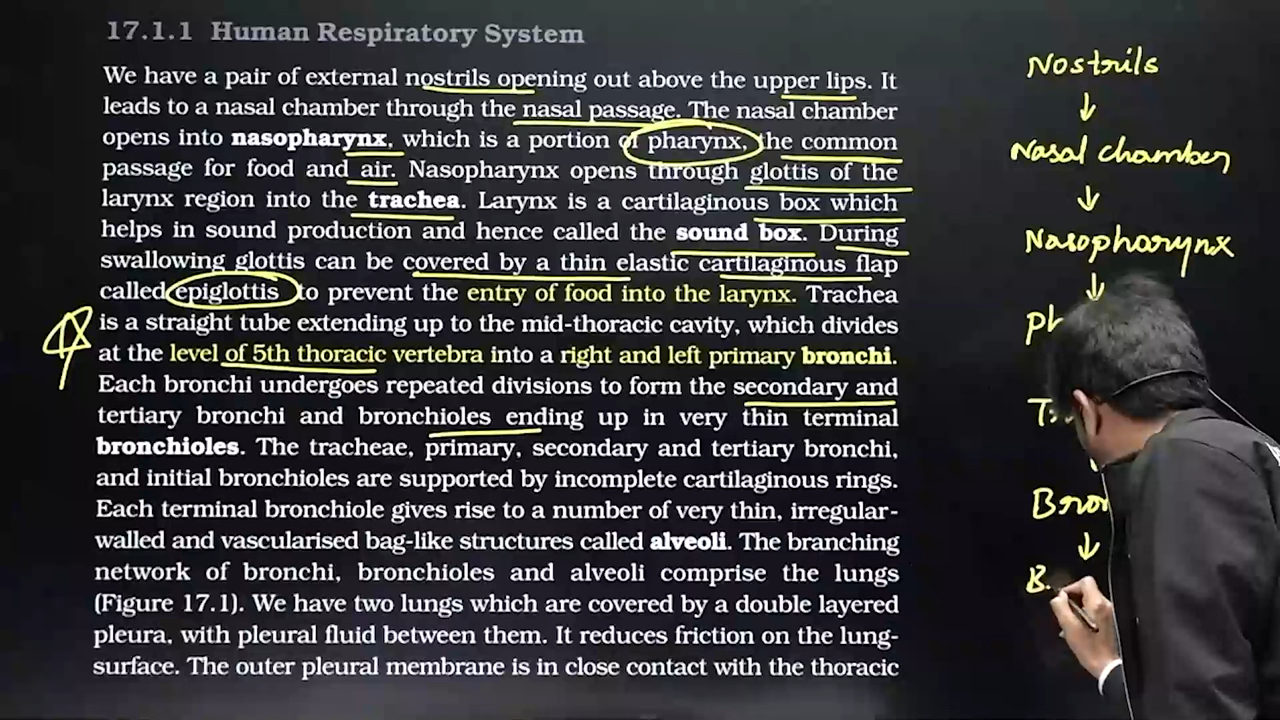 17.1.1 Human Respiratory System
We have a pair of external nostrils opening out above the upper lips. It
leads to a nasal chamber through the nasal passage. The nasal chamber
opens into nasopharynx, which is a portion of pharynx, the common
passage for food and air. Nasopharynx opens through glottis of the
larynx region into the trachea. Larynx is a cartilaginous box which
helps in sound production and hence called the sound box. During
swallowing glottis can be covered by a thin elastic cartilaginous flap
called epiglottis to prevent the entry of food into the larynx. Trachea
is a straight tube extending up to the mid-thoracic cavity, which divides
at the level of 5th thoracic vertebra into a right and left primary bronchi.
Each bronchi undergoes repeated divisions to form the secondary and
tertiary bronchi and bronchioles ending up in very thin terminal
bronchioles. The tracheae, primary, secondary and tertiary bronchi,
and initial bronchioles are supported by incomplete cartilaginous rings.
Each terminal bronchiole gives rise to a number of very thin, irregular-
walled and vascularised bag-like structures called alveoli. The branching
network of bronchi, bronchioles and alveoli comprise the lungs
(Figure 17.1). We have two lungs which are covered by a double layered
pleura, with pleural fluid between them. It reduces friction on the lung-
surface. The outer pleural membrane is in close contact with the thoracic
Nostrils
↓
Nasal chamber
↓
Nasopharynx
↓
↓